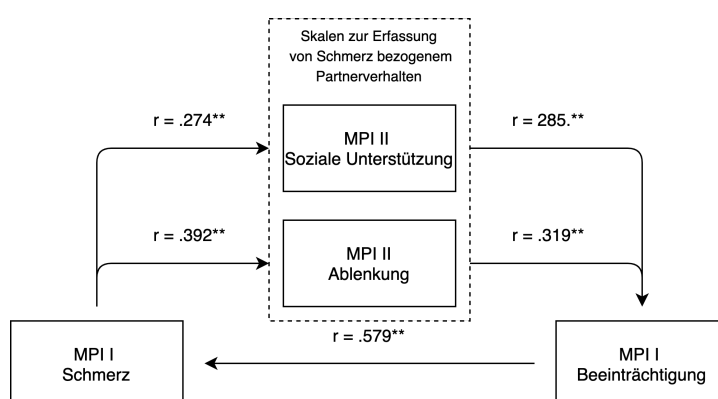 Skalen zur Erfassung
von Schmerz bezogenem
Partnerverhalten
r = .274**
MPI II
Soziale Unterstützung
r = 285.**
r = .392**
MPI II
Ablenkung
r = .319**
r = .579**
MPI I
Schmerz
MPI I
Beeinträchtigung